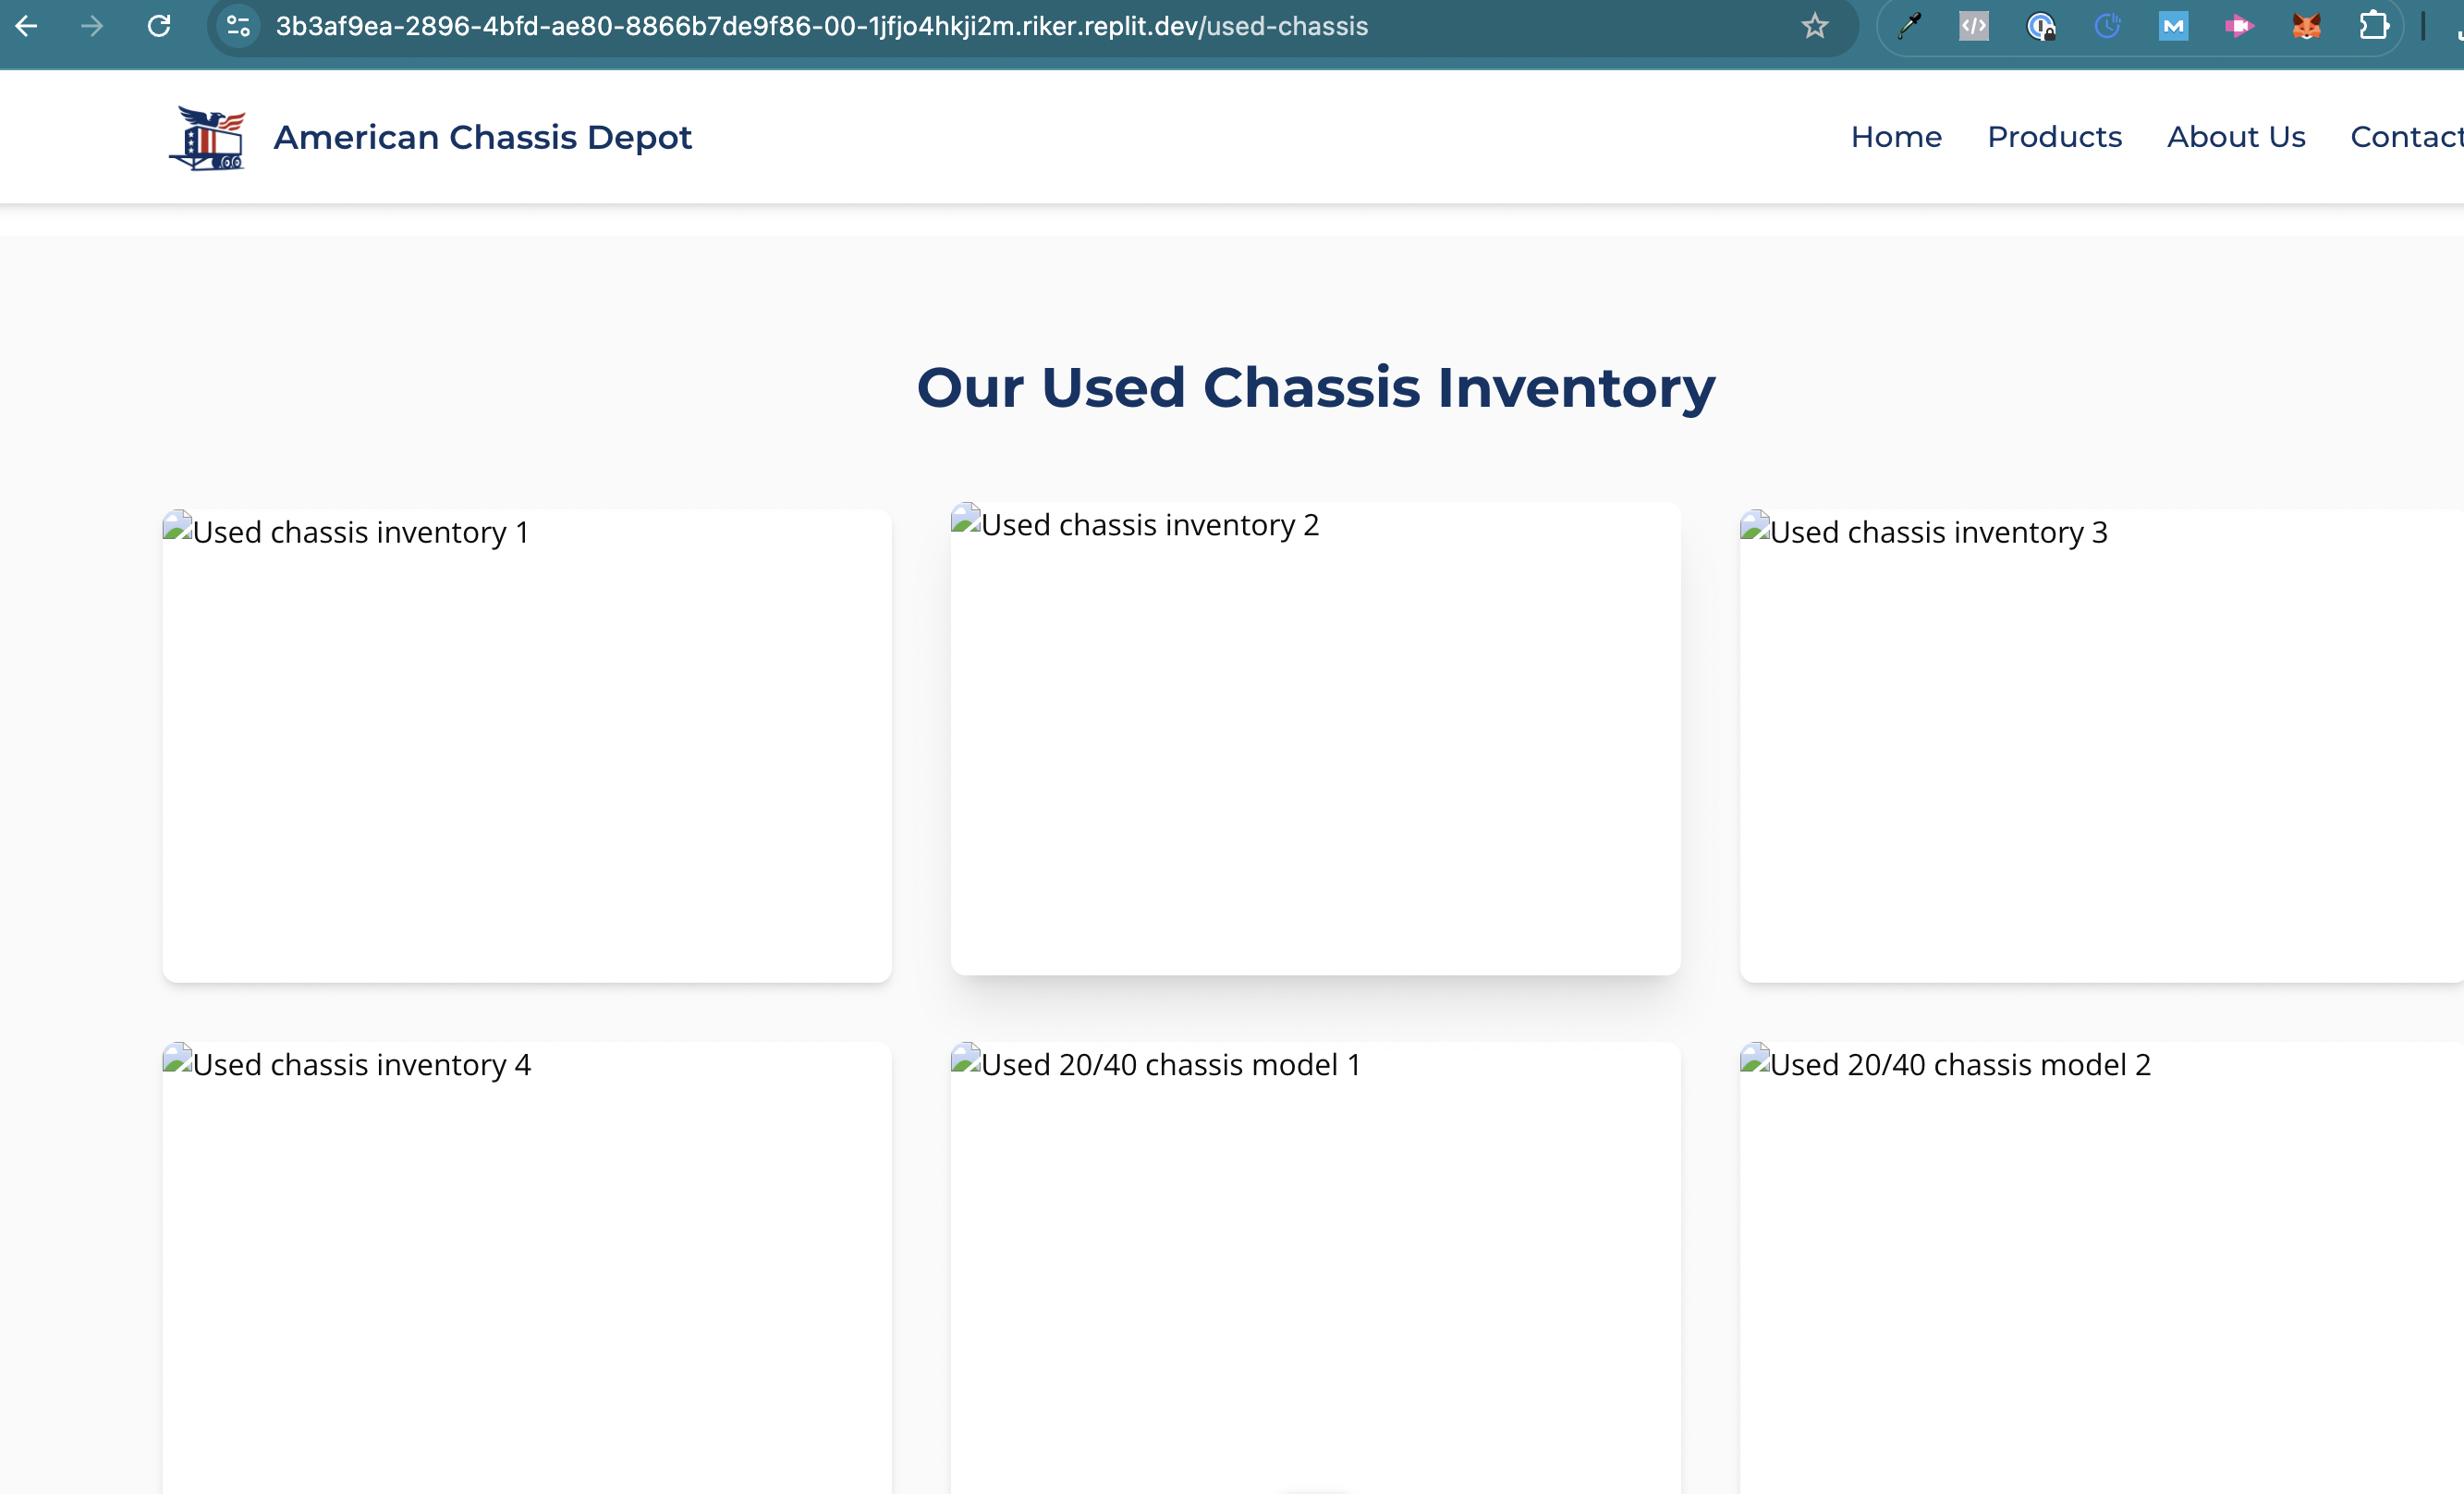 3b3af9ea-2896-4bfd-ae80-8866b7de9f86-00-1jfjo4hkji2m.riker.replit.dev/used-chassis
American Chassis Depot
Home Products About Us Contact
Our Used Chassis Inventory
Used chassis inventory 1
Used chassis inventory 2
Used chassis inventory 3
Used chassis inventory 4
Used 20/40 chassis model 1
Used 20/40 chassis model 2